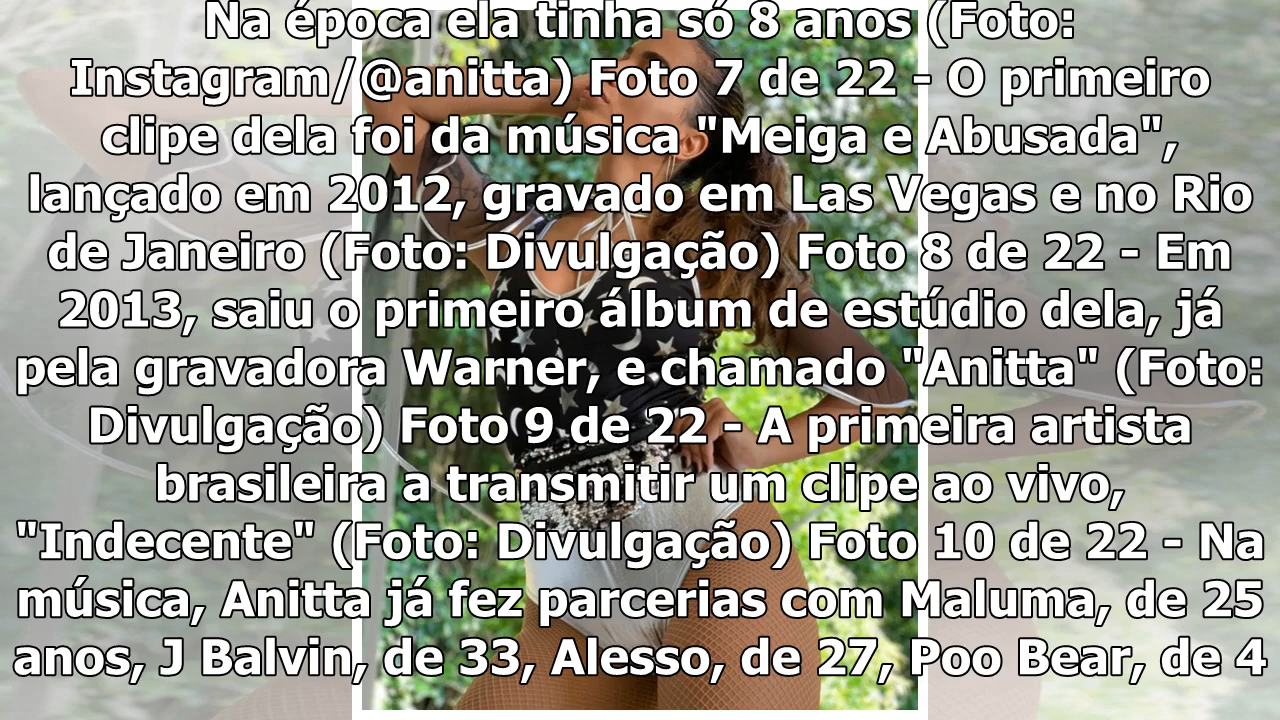 Na época ela tinha só 8 anos (Foto:
Instagram/@anitta) Foto 7 de 22 - O primeiro
clipe dela foi da música "Meiga e Abusada",
lançado em 2012, gravado em Las Vegas e no Rio
de Janeiro (Foto: Divulgação) Foto 8 de 22 - Em
2013, saiu o primeiro álbum de estúdio dela, já
pela gravadora Warner, e chamado "Anitta" (Foto:
Divulgação) Foto 9 de 22 - A primeira artista
brasileira a transmitir um clipe ao vivo,
"Indecente" (Foto: Divulgação) Foto 10 de 22 - Na
música, Anitta já fez parcerias com Maluma, de 25
anos, J Balvin, de 33, Alesso, de 27, Poo Bear, de 4